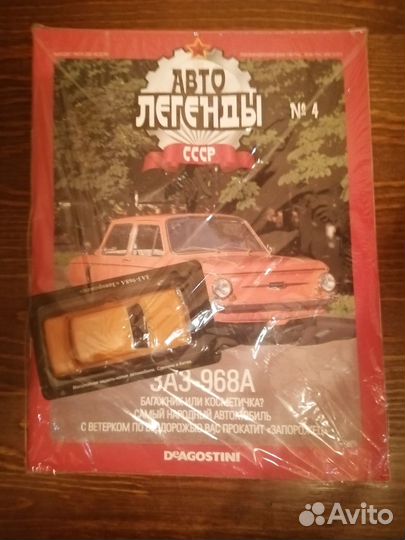 АВТО
ЛЕГЕНДЫ
СССР
№ 4
ЗАЗ-968А
БАГАЖНИК ИЛИ КОСМЕТИЧКА?
САМЫЙ НАРОДНЫЙ АВТОМОБИЛЬ
С ВЕТЕРКОМ ПО ВАС ПРОКАТИТ «ЗАПОРОЖЕЦ»
DeAGOSTINI
Avito